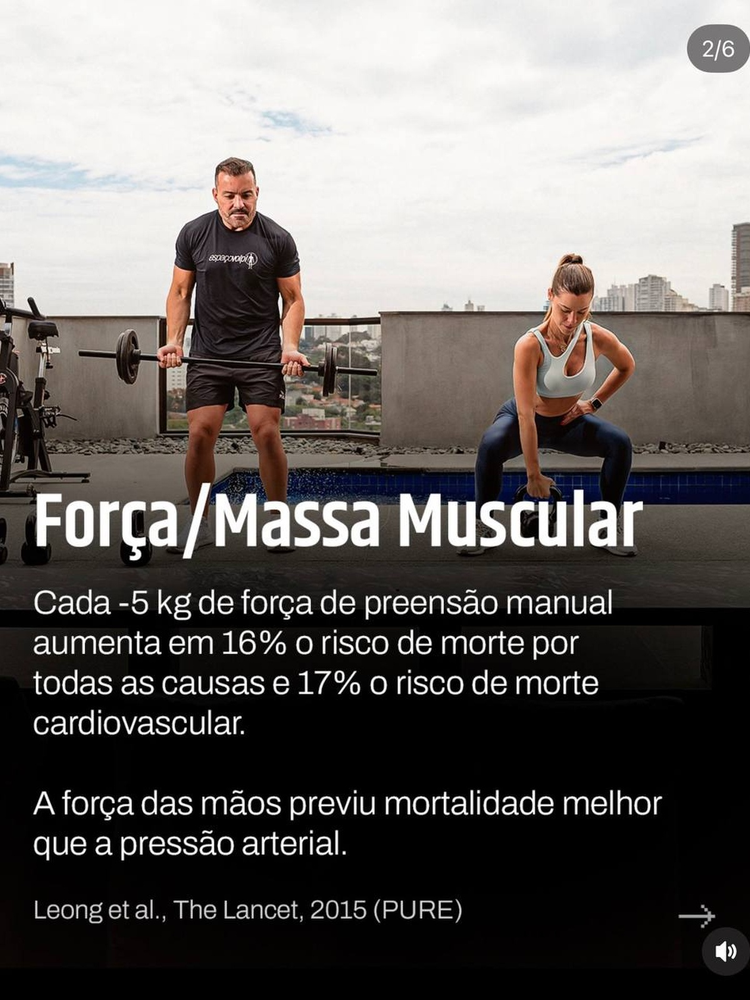 2/6
espaçovolpi
Força/Massa Muscular
Cada -5 kg de força de preensão manual
aumenta em 16% o risco de morte por
todas as causas e 17% o risco de morte
cardiovascular.
A força das mãos previu mortalidade melhor
que a pressão arterial.
Leong et al., The Lancet, 2015 (PURE)